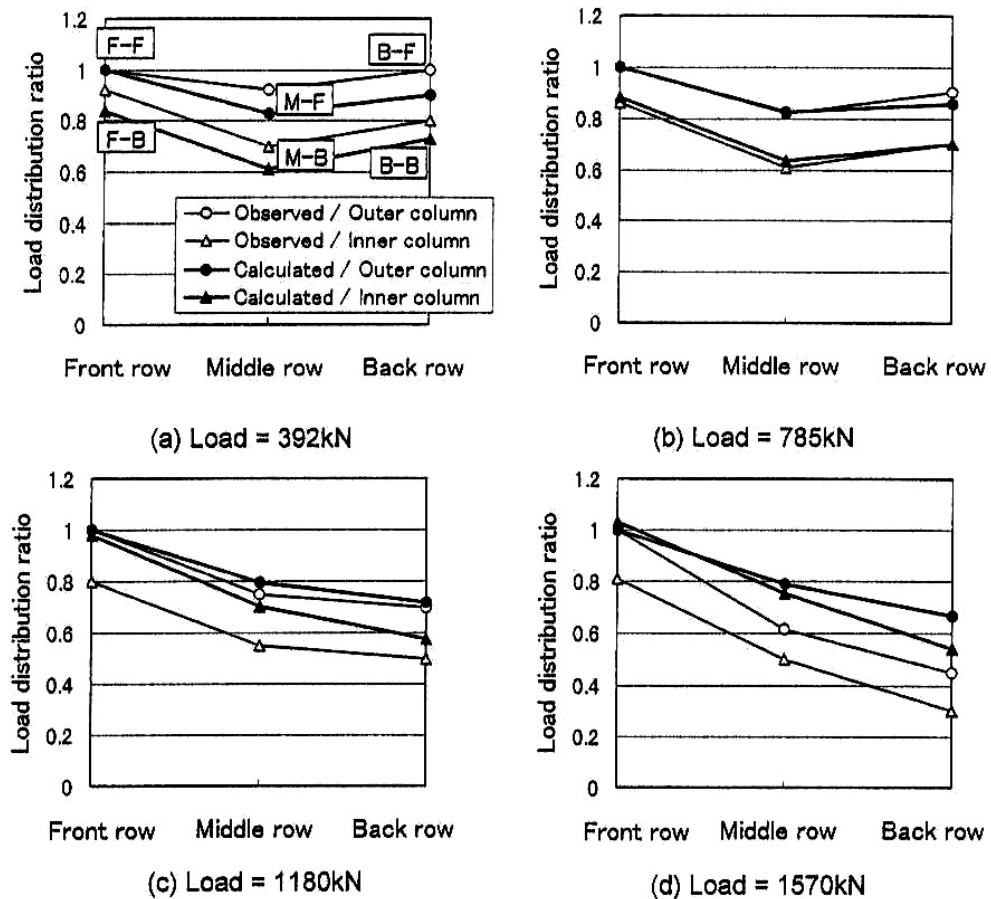 Load distribution ratio
1.2
1
0.8
0.6
0.4
0.2
0
F-F
B-F
M-F
F-B
M-B
B-B
Observed / Outer column
Observed / Inner column
Calculated / Outer column
Calculated / Inner column
Front row Middle row Back row
(a) Load = 392kN
Load distribution ratio
1.2
1
0.8
0.6
0.4
0.2
0
Front row Middle row Back row
(b) Load = 785kN
Load distribution ratio
1.2
1
0.8
0.6
0.4
0.2
0
Front row Middle row Back row
(c) Load = 1180kN
Load distribution ratio
1.2
1
0.8
0.6
0.4
0.2
0
Front row Middle row Back row
(d) Load = 1570kN